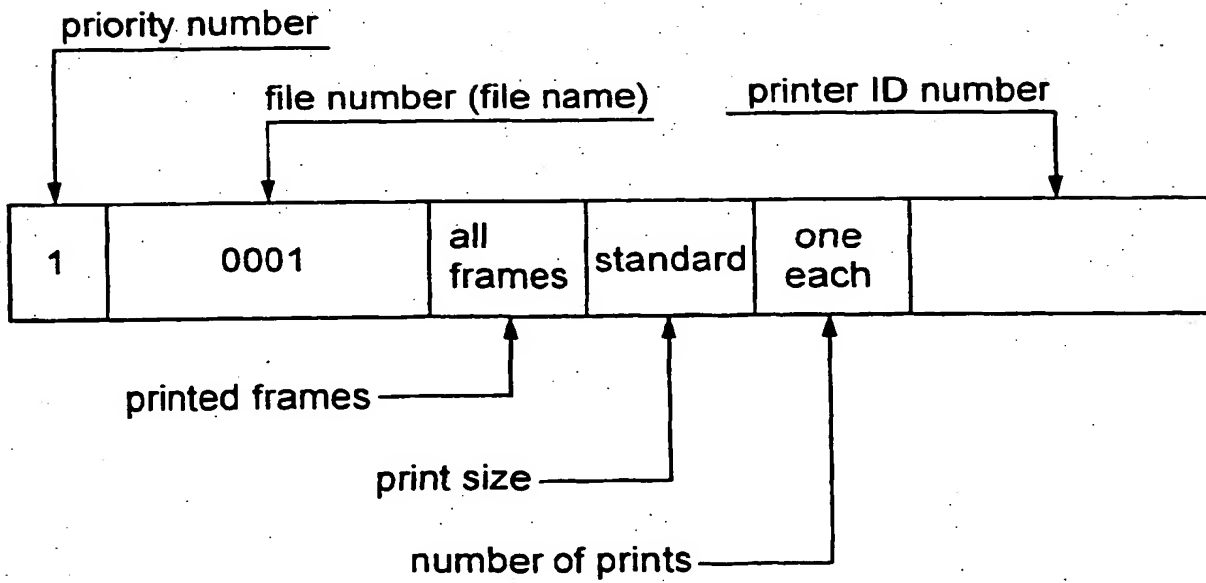 priority number
file number (file name)
printer ID number
1
0001
all
frames
standard
one
each
printed frames
print size
number of prints